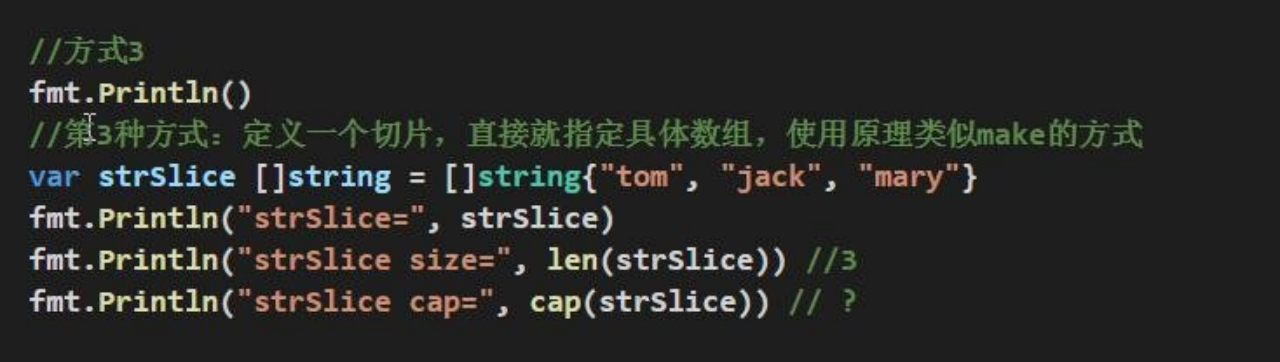 //方式3
fmt.Println()
//第3种方式：定义一个切片，直接就指定具体数组，使用原理类似make的方式
var strSlice []string = []string{"tom", "jack", "mary"}
fmt.Println("strSlice=", strSlice)
fmt.Println("strSlice size=", len(strSlice)) //3
fmt.Println("strSlice cap=", cap(strSlice)) // ?